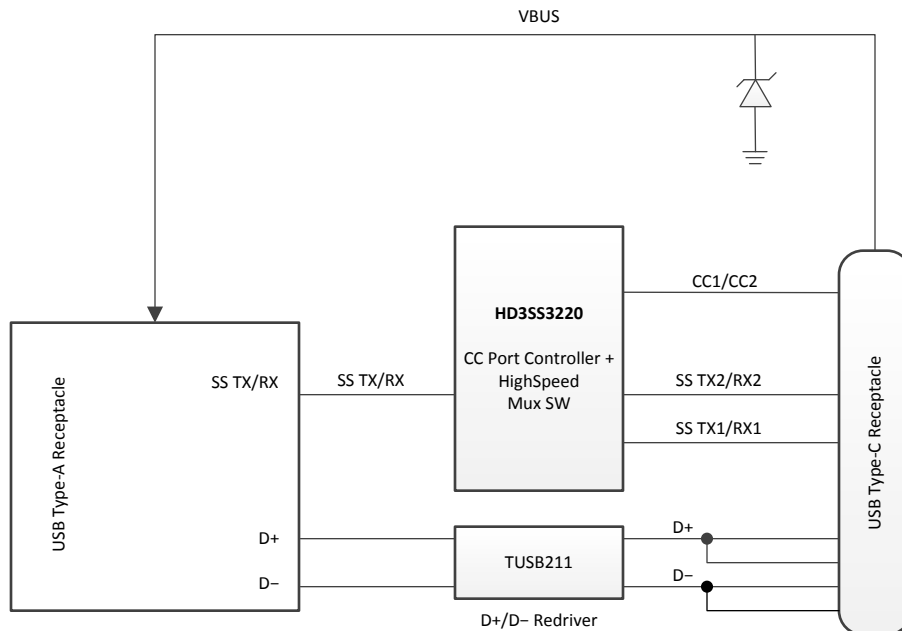 VBUS
HD3SS3220
CC Port Controller +
HighSpeed
Mux SW
CC1/CC2
USB Type-A Receptacle
SS TX/RX
SS TX/RX
SS TX2/RX2
SS TX1/RX1
USB Type-C Receptacle
D+
TUSB211
D+
D−
D−
D+/D− Redriver